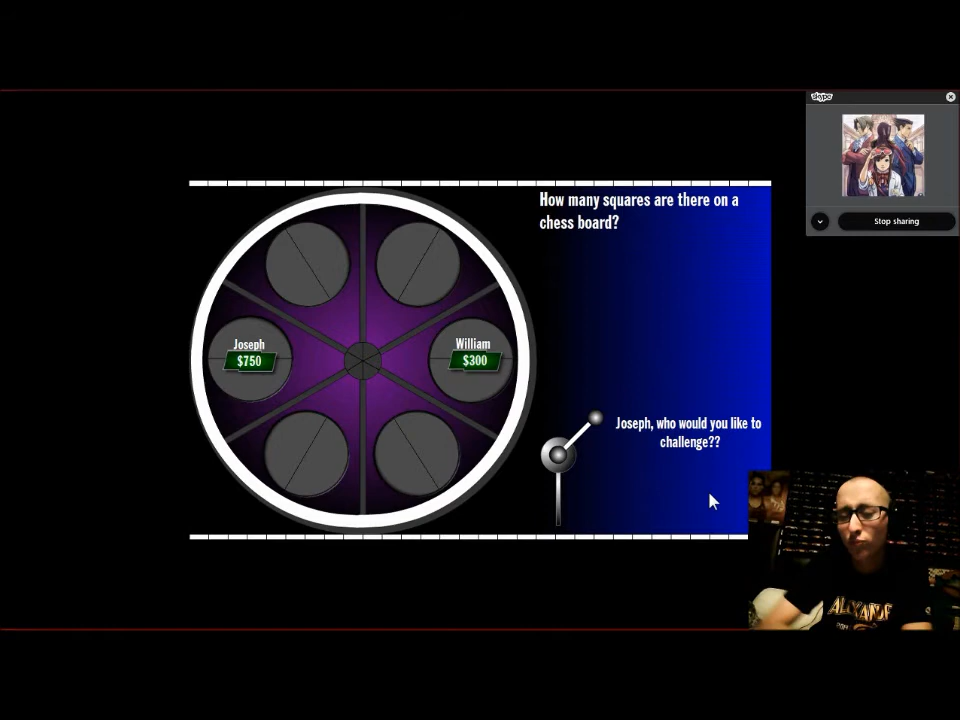 skype
How many squares are there on a
chess board?
Stop sharing
Joseph
$750
William
$300
Joseph, who would you like to
challenge??